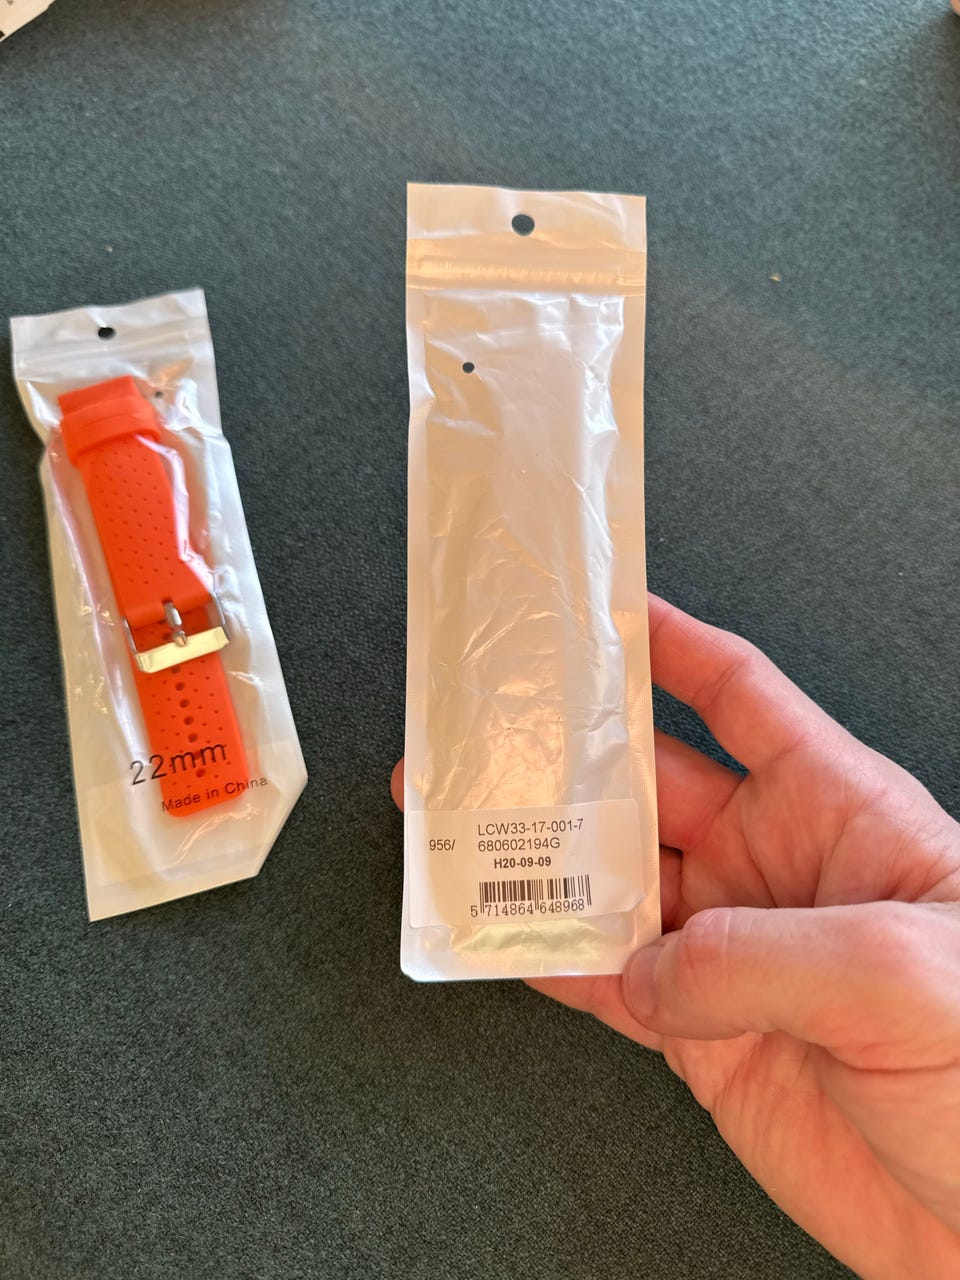 22mm
Made in China
LCW33-17-001-7
956/ 680602194G
H20-09-09
5 714864 648968